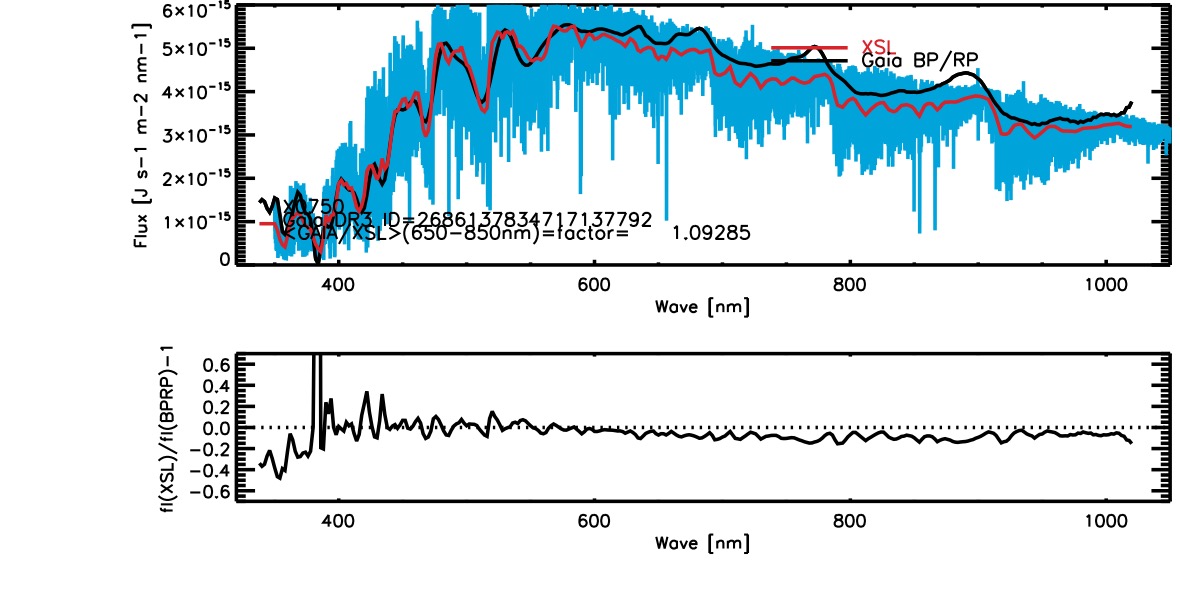 6×10⁻¹⁵
5×10⁻¹⁵
4×10⁻¹⁵
3×10⁻¹⁵
2×10⁻¹⁵
1×10⁻¹⁵
0
Flux [J s−1 m−2 nm−1]
XSL
Gaia BP/RP
X0750
Gaia DR3 ID=2686137834717137792
<GAIA/XSL>(650−850nm)=factor= 1.09285
400 600 800 1000
Wave [nm]
0.6
0.4
0.2
0.0
−0.2
−0.4
−0.6
fl(XSL)/fl(BPRP)−1
400 600 800 1000
Wave [nm]